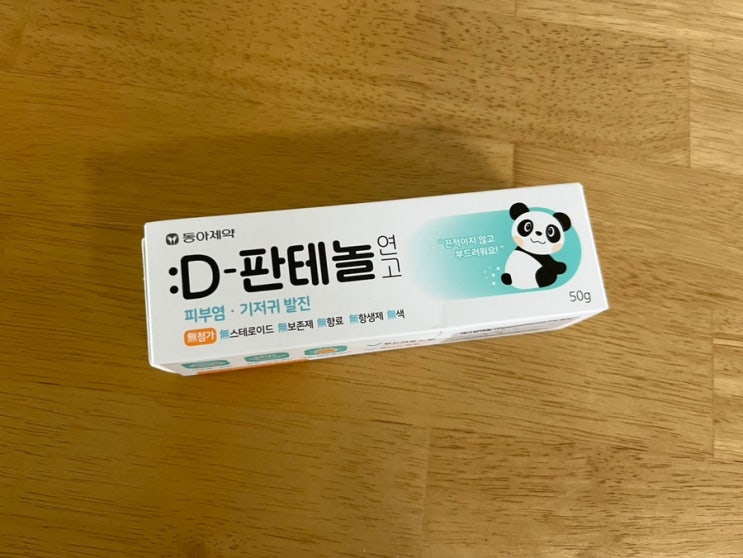 동아제약
:D-판테놀 연고
피부염 · 기저귀 발진
無첨가 無스테로이드 無보존제 無향료 無항생제 無색
“ 끈적이지 않고
부드러워요! ”
50g